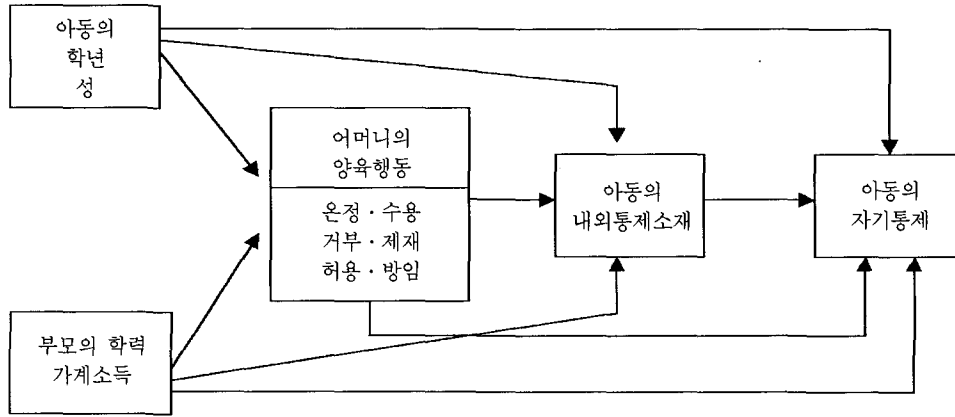 아동의
학년
성
어머니의
양육행동
온정 · 수용
거부 · 제재
허용 · 방임
아동의
내외통제소재
아동의
자기통제
부모의 학력
가계소득